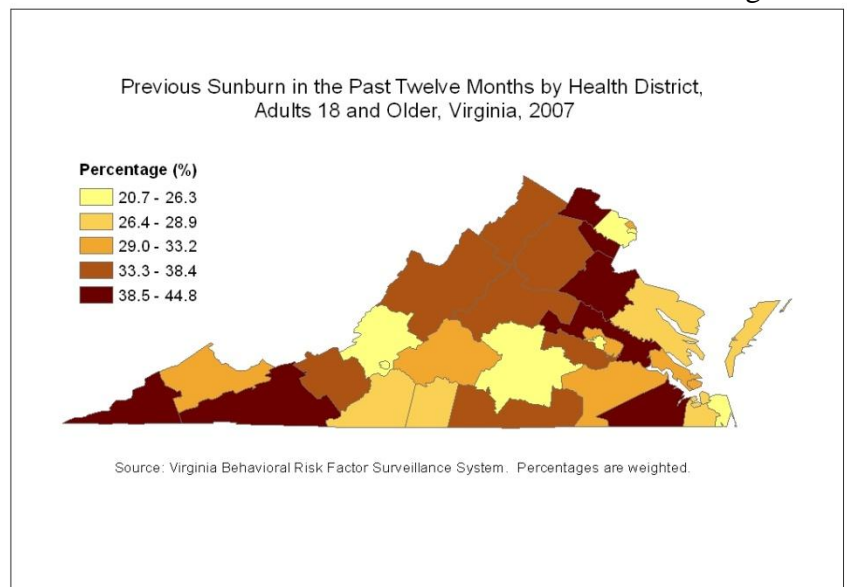 Previous Sunburn in the Past Twelve Months by Health District,
Adults 18 and Older, Virginia, 2007
Percentage (%)
20.7 - 26.3
26.4 - 28.9
29.0 - 33.2
33.3 - 38.4
38.5 - 44.8
Source: Virginia Behavioral Risk Factor Surveillance System. Percentages are weighted.